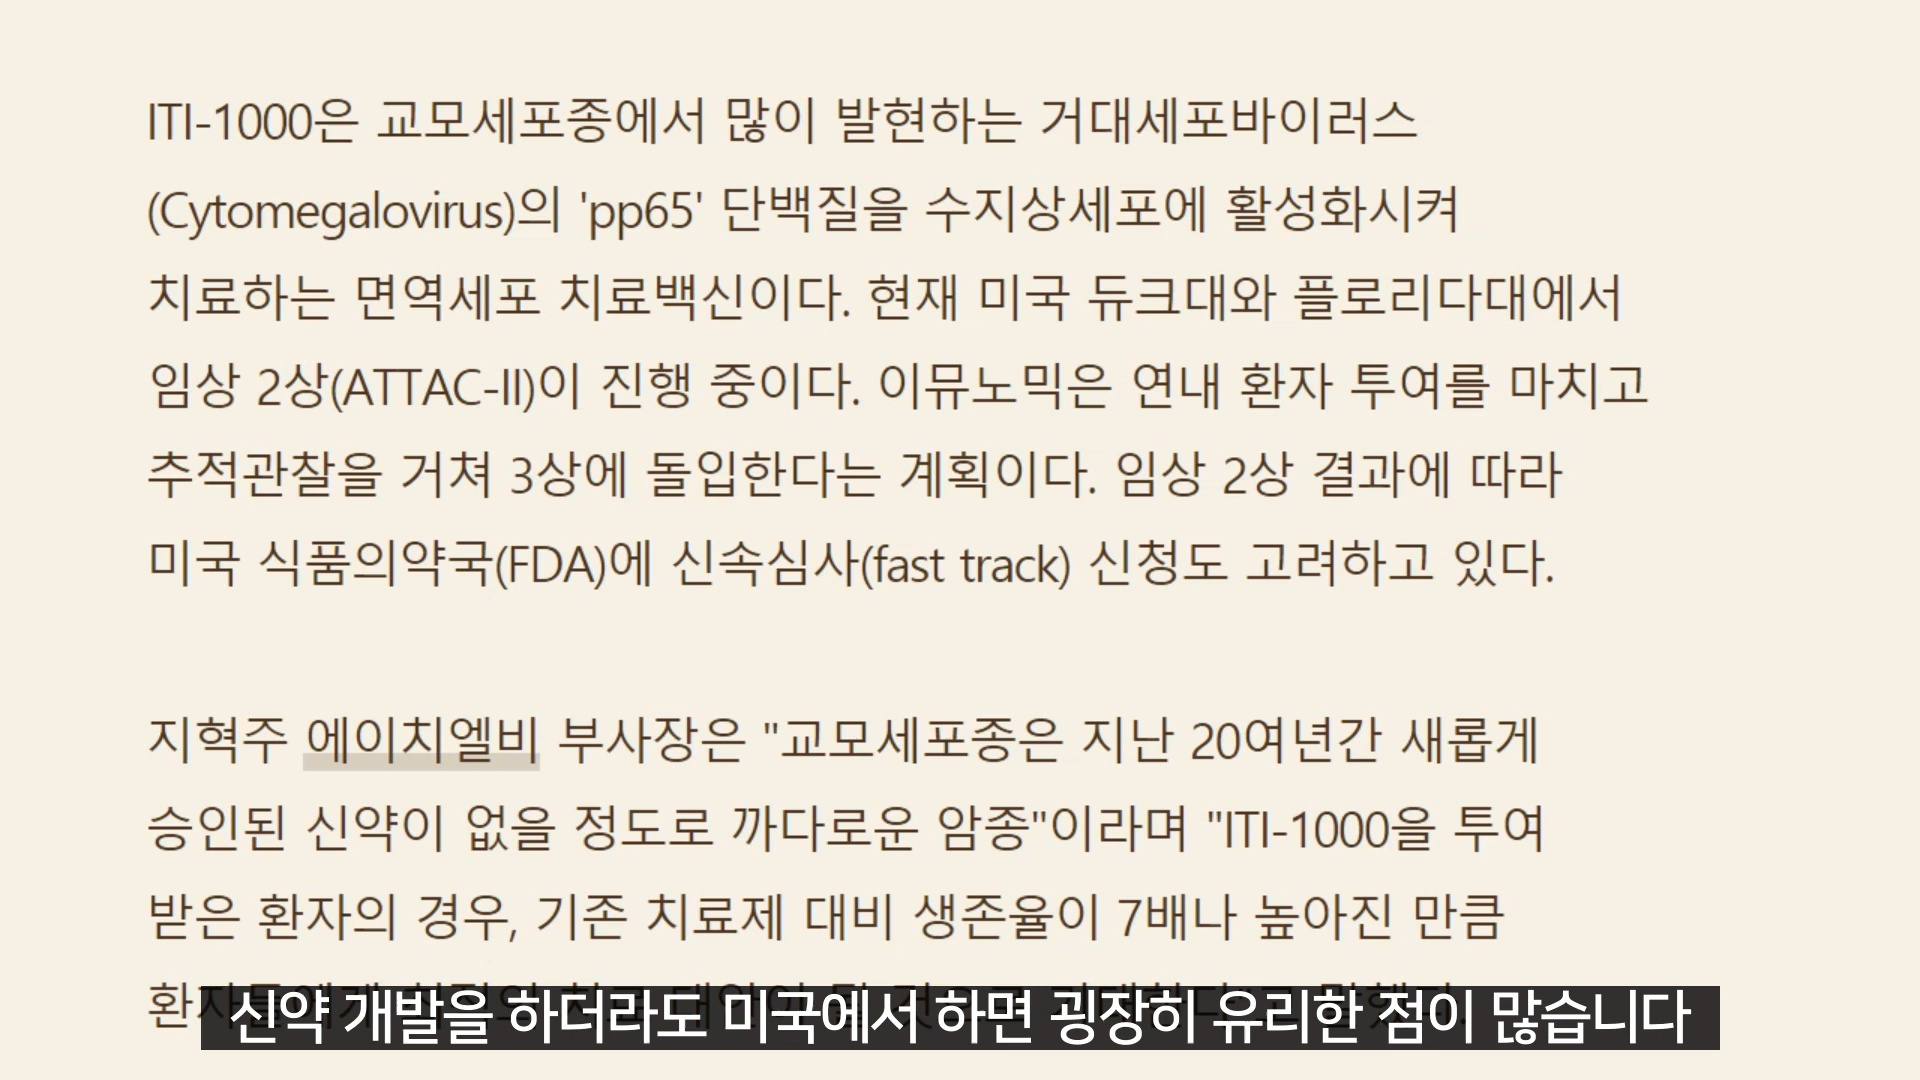 ITI-1000은 교모세포종에서 많이 발현하는 거대세포바이러스
(Cytomegalovirus)의 'pp65' 단백질을 수지상세포에 활성화시켜
치료하는 면역세포 치료백신이다. 현재 미국 듀크대와 플로리다대에서
임상 2상(ATTAC-II)이 진행 중이다. 이뮤노믹은 연내 환자 투여를 마치고
추적관찰을 거쳐 3상에 돌입한다는 계획이다. 임상 2상 결과에 따라
미국 식품의약국(FDA)에 신속심사(fast track) 신청도 고려하고 있다.
지혁주 에이치엘비 부사장은 "교모세포종은 지난 20여년간 새롭게
승인된 신약이 없을 정도로 까다로운 암종"이라며 "ITI-1000을 투여
받은 환자의 경우, 기존 치료제 대비 생존율이 7배나 높아진 만큼
신약 개발을 하더라도 미국에서 하면 굉장히 유리한 점이 많습니다